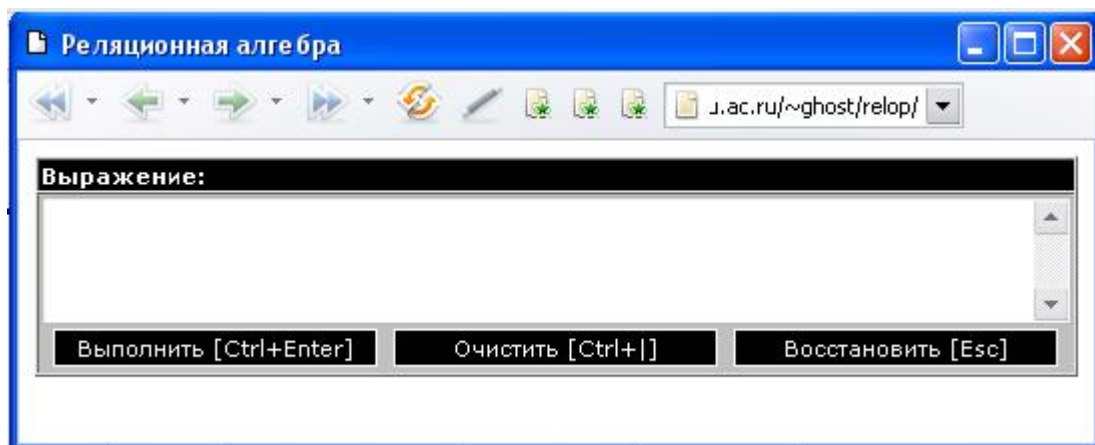 Реляционная алгебра
u.ac.ru/~ghost/relop/
Выражение:
Выполнить [Ctrl+Enter]
Очистить [Ctrl+|]
Восстановить [Esc]